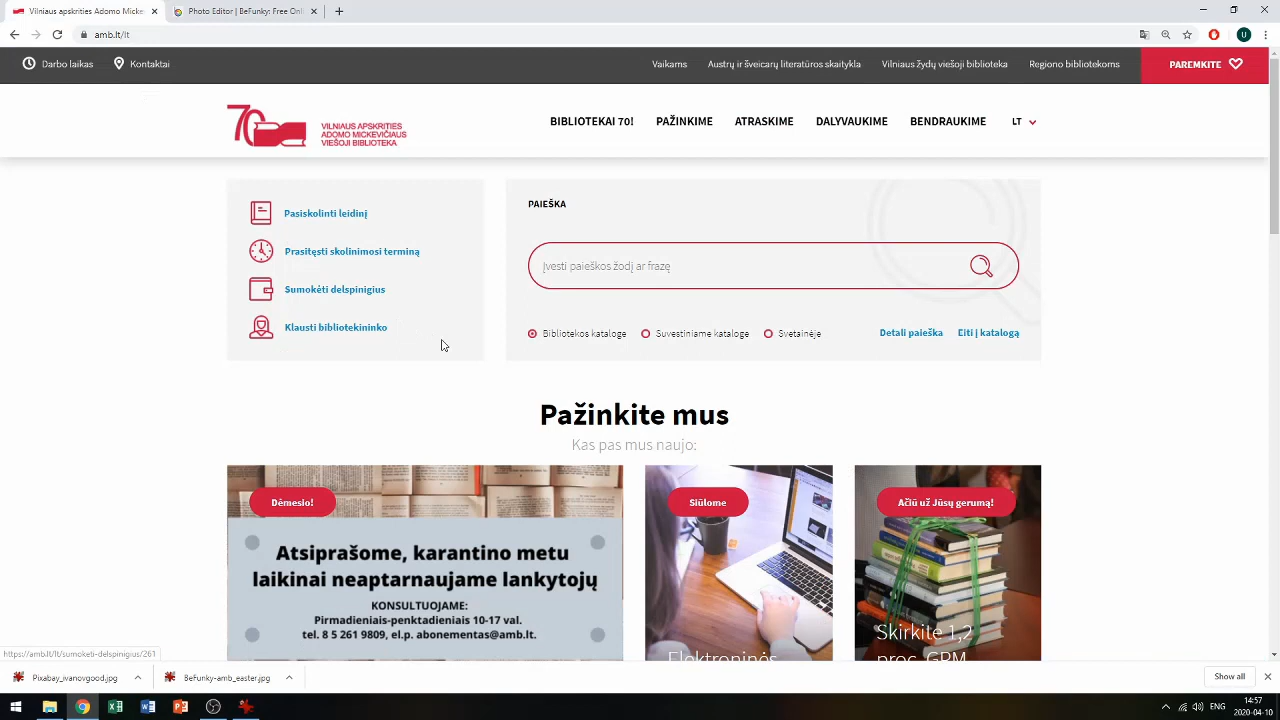 Vilniaus apskrities Adomo Micke
Photo Editor | BeFunky: Free Onl
amb.lt/lt
U
Darbo laikas
Kontaktai
Vaikams
Austrų ir šveicarų literatūros skaitykla
Vilniaus žydų viešoji biblioteka
Regiono bibliotekoms
PAREMKITE
70
VILNIAUS APSKRITIES
ADOMO MICKEVIČIAUS
VIEŠOJI BIBLIOTEKA
BIBLIOTEKAI 70!
PAŽINKIME
ATRASKIME
DALYVAUKIME
BENDRAUKIME
LT
Pasiskolinti leidinį
Prasitęsti skolinimosi terminą
Sumokėti delspinigius
Klausti bibliotekininko
PAIEŠKA
Įvesti paieškos žodį ar frazę
Bibliotekos kataloge
Suvestiniame kataloge
Svetainėje
Detali paieška
Eiti į katalogą
Pažinkite mus
Kas pas mus naujo:
Dėmesio!
Atsiprašome, karantino metu
laikinai neaptarnaujame lankytojų
KONSULTUOJAME:
Pirmadieniais-penktadieniais 10-17 val.
tel. 8 5 261 9809, el.p. abonementas@amb.lt.
Siūlome
Elektroninės
Ačiū už Jūsų gerumą!
Skirkite 1,2
proc. GPM
https://amb.lt/lt/sumoketi-delspinigius/261
Pixabay_ivanovgood.jpg
BeFunky-amb_easter.jpg
Show all
ENG
14:57
2020-04-10